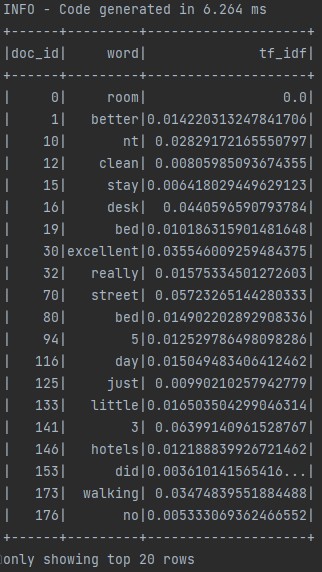 INFO - Code generated in 6.264 ms
+------+---------+--------------------+
|doc_id|     word|              tf_idf|
+------+---------+--------------------+
|     0|     room|                 0.0|
|     1|   better|0.014220313247841706|
|    10|       nt| 0.02829172165550797|
|    12|    clean| 0.00805985093674355|
|    15|     stay|0.006418029449629123|
|    16|     desk|  0.0440596590793784|
|    19|      bed|0.010186315901481648|
|    30|excellent|0.035546009259484375|
|    32|   really| 0.01575334501272603|
|    70|   street| 0.05723265144280333|
|    80|      bed|0.014902202892908336|
|    94|        5|0.012529786498098286|
|   116|      day|0.015049483406412462|
|   125|     just| 0.00990210257942779|
|   133|   little|0.016503504299046314|
|   141|        3| 0.06399140961528767|
|   146|   hotels|0.012188839926721462|
|   153|      did|0.003610141565416...|
|   173|  walking| 0.03474839551884488|
|   176|       no|0.005333069362466552|
+------+---------+--------------------+
only showing top 20 rows